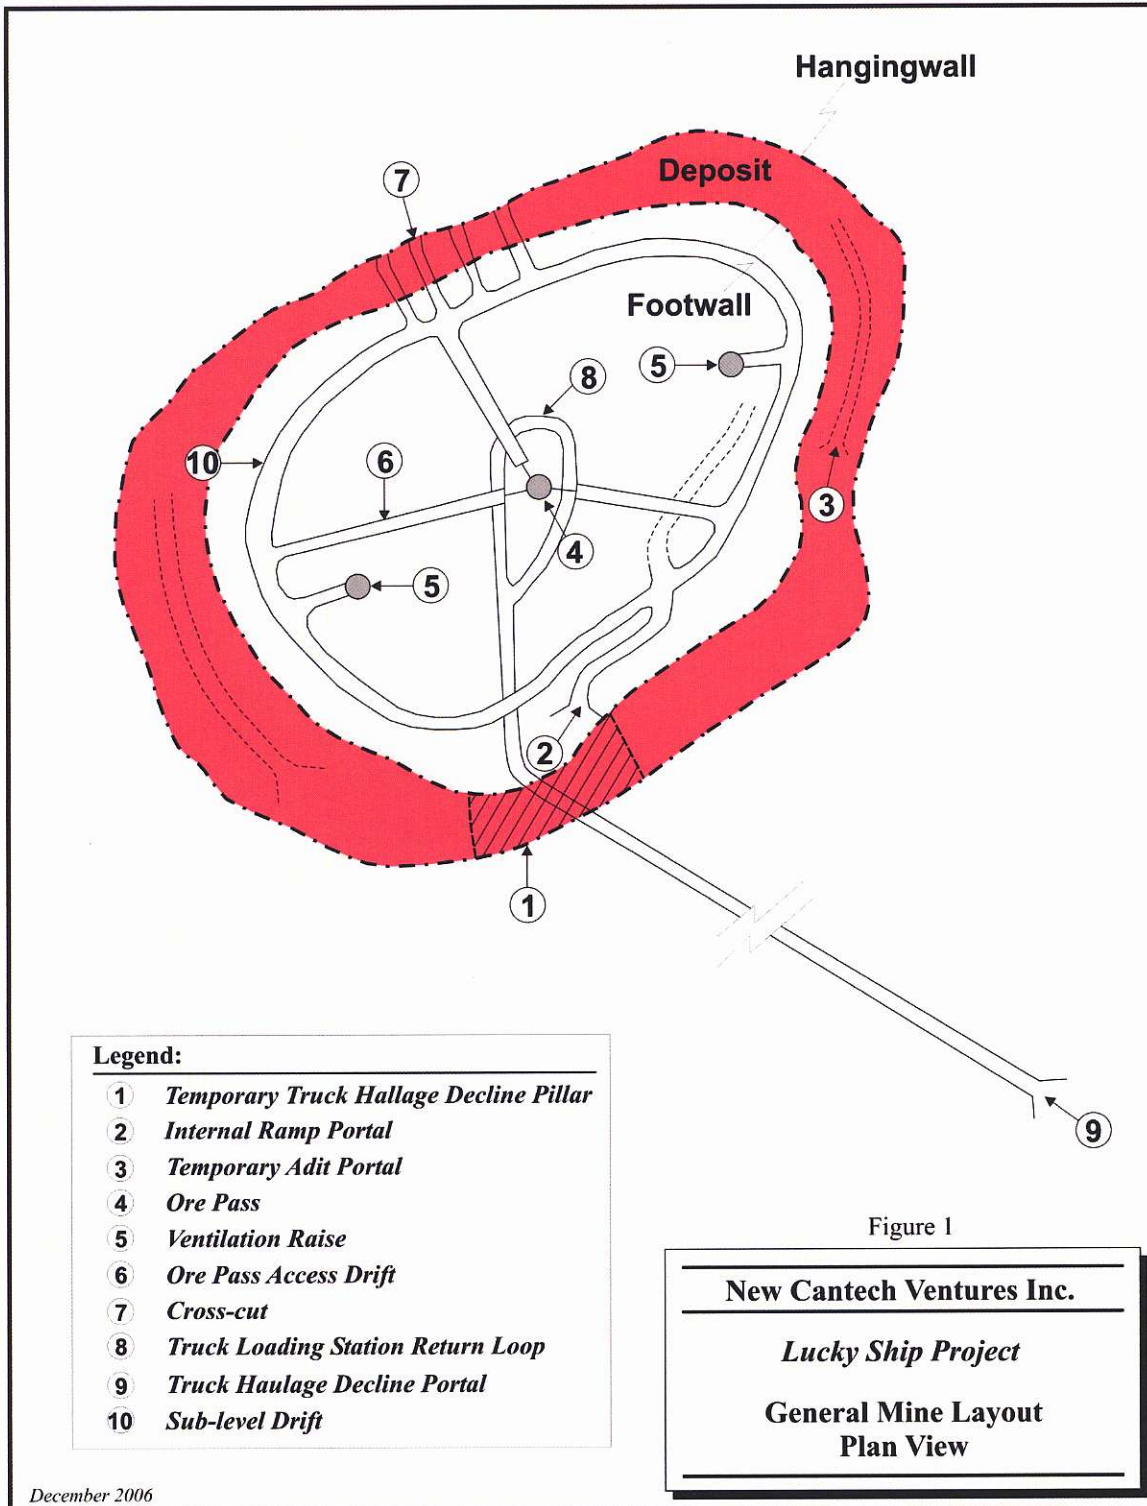 Hangingwall
Deposit
7
Footwall
5
8
10
6
3
4
5
2
1
9
Legend:
1 Temporary Truck Hallage Decline Pillar
2 Internal Ramp Portal
3 Temporary Adit Portal
4 Ore Pass
5 Ventilation Raise
6 Ore Pass Access Drift
7 Cross-cut
8 Truck Loading Station Return Loop
9 Truck Haulage Decline Portal
10 Sub-level Drift
Figure 1
New Cantech Ventures Inc.
Lucky Ship Project
General Mine Layout
Plan View
December 2006